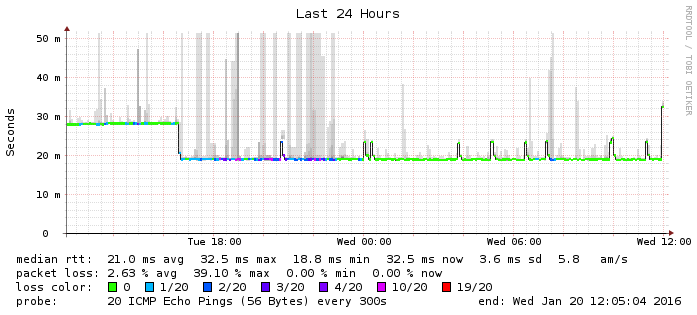 Last 24 Hours
RRDTOOL / TOBI OETIKER
Seconds
50 m
40 m
30 m
20 m
10 m
0
Tue 18:00 Wed 00:00 Wed 06:00 Wed 12:00
median rtt: 21.0 ms avg 32.5 ms max 18.8 ms min 32.5 ms now 3.6 ms sd 5.8 am/s
packet loss: 2.63 % avg 39.10 % max 0.00 % min 0.00 % now
loss color: 0 1/20 2/20 3/20 4/20 10/20 19/20
probe: 20 ICMP Echo Pings (56 Bytes) every 300s end: Wed Jan 20 12:05:04 2016